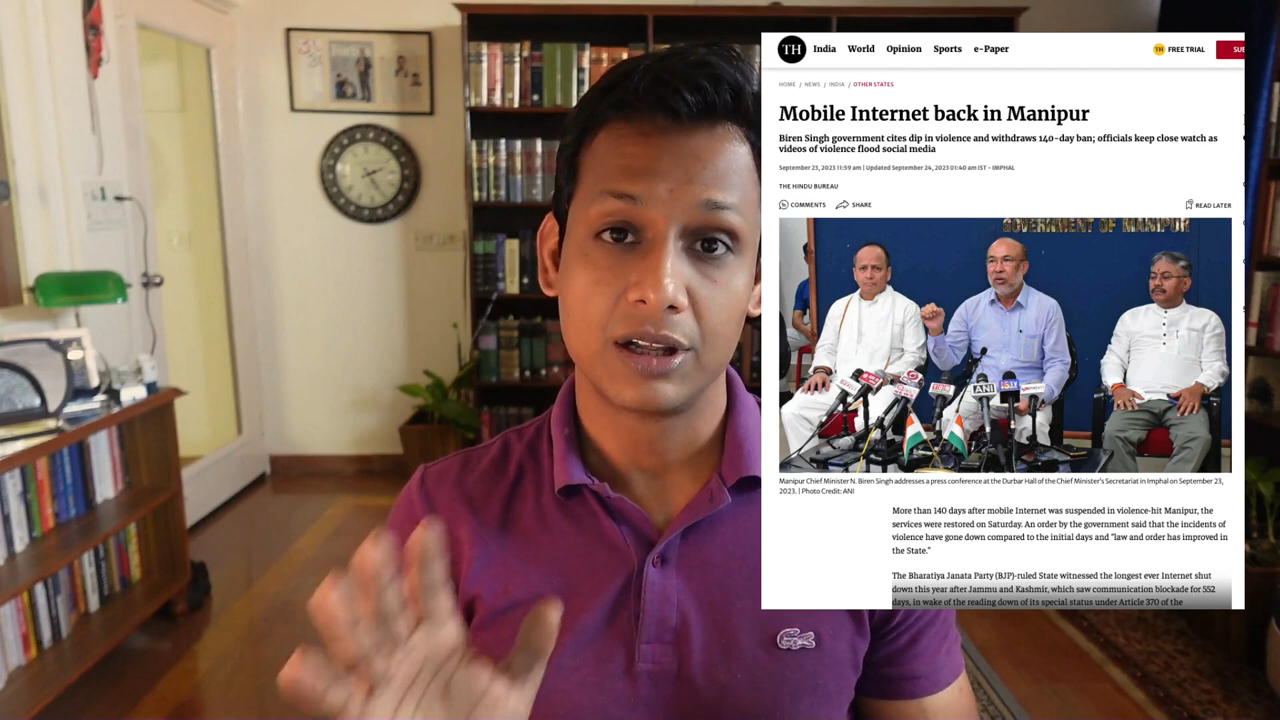 TH
India World Opinion Sports e-Paper
TH FREE TRIAL
HOME / NEWS / INDIA / OTHER STATES
Mobile Internet back in Manipur
Biren Singh government cites dip in violence and withdraws 140-day ban; officials keep close watch as
videos of violence flood social media
September 23, 2023 11:59 am | Updated September 24, 2023 01:40 am IST - IMPHAL
THE HINDU BUREAU
COMMENTS SHARE READ LATER
GOVERNMENT OF MANIPUR
ANI
Manipur Chief Minister N. Biren Singh addresses a press conference at the Durbar Hall of the Chief Minister's Secretariat in Imphal on September 23,
2023. | Photo Credit: ANI
More than 140 days after mobile Internet was suspended in violence-hit Manipur, the
services were restored on Saturday. An order by the government said that the incidents of
violence have gone down compared to the initial days and "law and order has improved in
the State."
The Bharatiya Janata Party (BJP)-ruled State witnessed the longest ever Internet shut
down this year after Jammu and Kashmir, which saw communication blockade for 552
days, in wake of the reading down of its special status under Article 370 of the